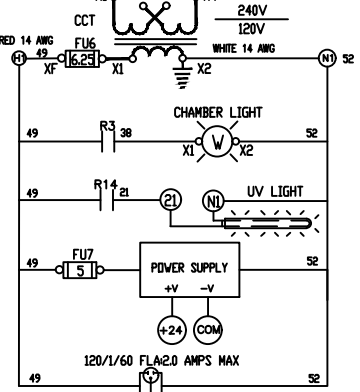 CCT
240V
120V
RED 14 AWG
FU6
WHITE 14 AWG
H1 49 6.25 N1 52
XF X1 X2
CHAMBER LIGHT
49 R3 38 W 52
X1 X2
R14 UV LIGHT
49 21 21 N1
FU7
49 5 POWER SUPPLY 52
+V -V
+24 COM
120/1/60 FLA:2.0 AMPS MAX
49 52